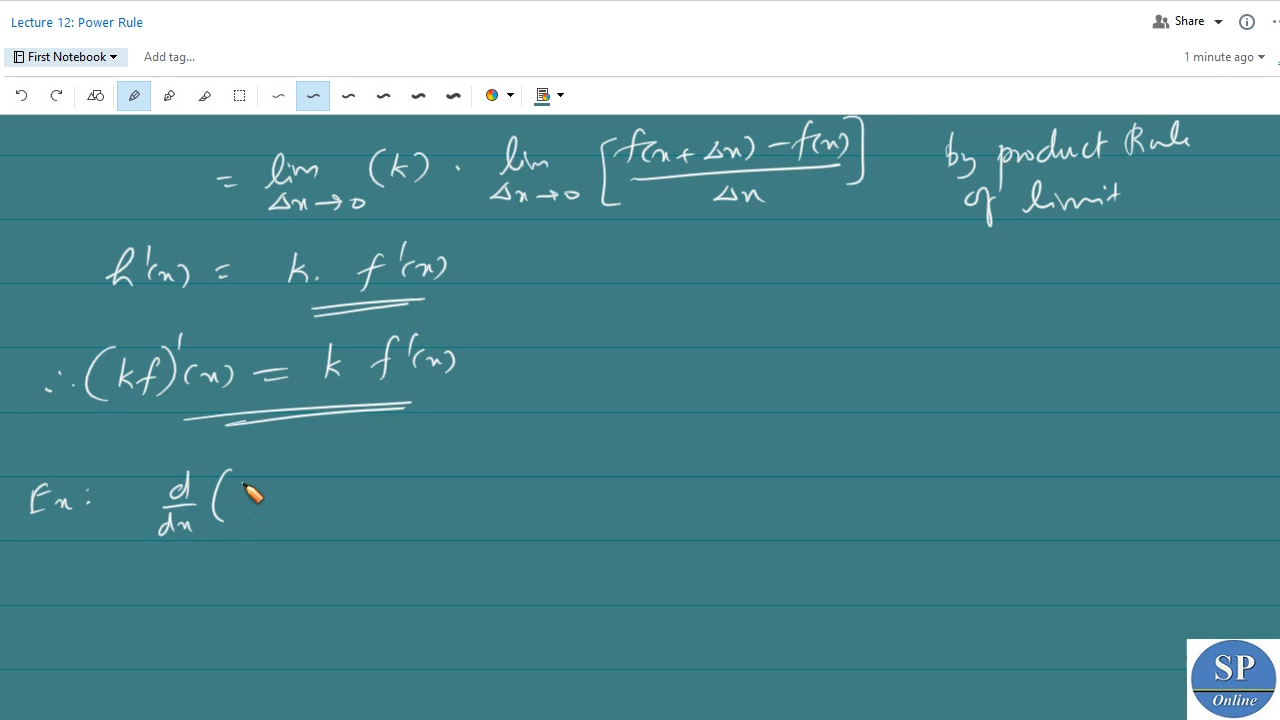 Lecture 12: Power Rule
Share
First Notebook
Add tag...
1 minute ago
= lim Δx→0 (k) · lim Δx→0 [ f(x + Δx) − f(x) / Δx ] by product Rule of limit
h'(x) = k. f'(x)
∴ (kf)'(x) = k f'(x)
Ex: d/dx (
SP
Online